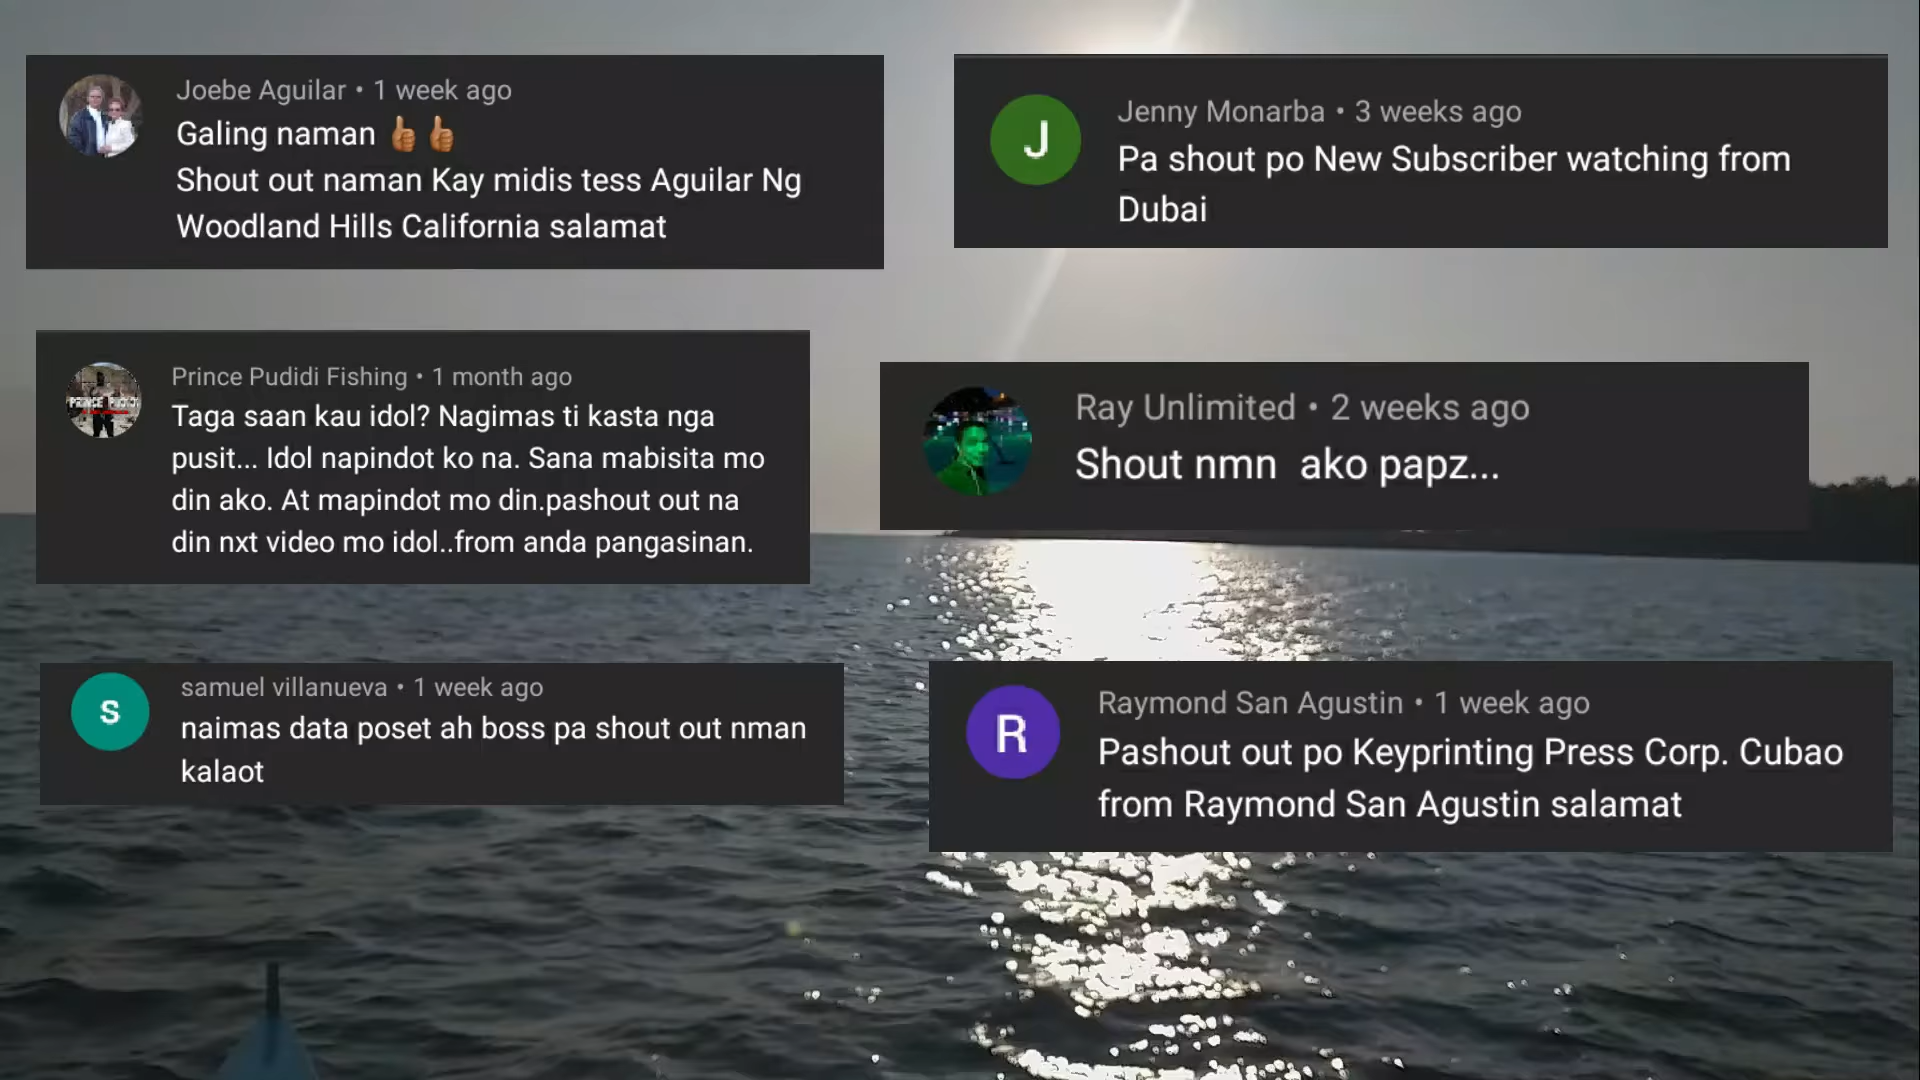 Joebe Aguilar • 1 week ago
Galing naman 👍🏾👍🏾
Shout out naman Kay midis tess Aguilar Ng
Woodland Hills California salamat
J
Jenny Monarba • 3 weeks ago
Pa shout po New Subscriber watching from
Dubai
Prince Pudidi Fishing • 1 month ago
Taga saan kau idol? Nagimas ti kasta nga
pusit... Idol napindot ko na. Sana mabisita mo
din ako. At mapindot mo din.pashout out na
din nxt video mo idol..from anda pangasinan.
Ray Unlimited • 2 weeks ago
Shout nmn  ako papz...
s
samuel villanueva • 1 week ago
naimas data poset ah boss pa shout out nman
kalaot
R
Raymond San Agustin • 1 week ago
Pashout out po Keyprinting Press Corp. Cubao
from Raymond San Agustin salamat